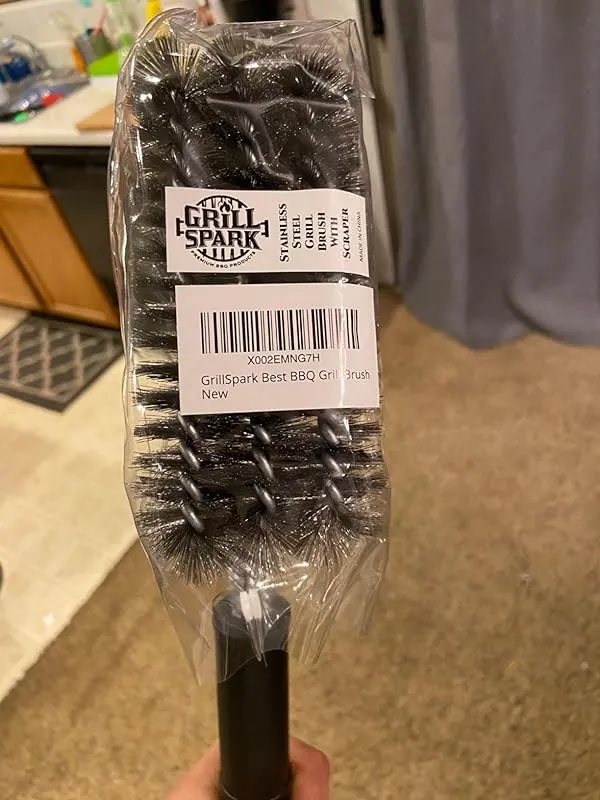 GRILL
SPARK
PREMIUM BBQ PRODUCTS
STAINLESS
STEEL
GRILL
BRUSH
WITH
SCRAPER
MADE IN CHINA
X002EMNG7H
GrillSpark Best BBQ Grill Brush
New